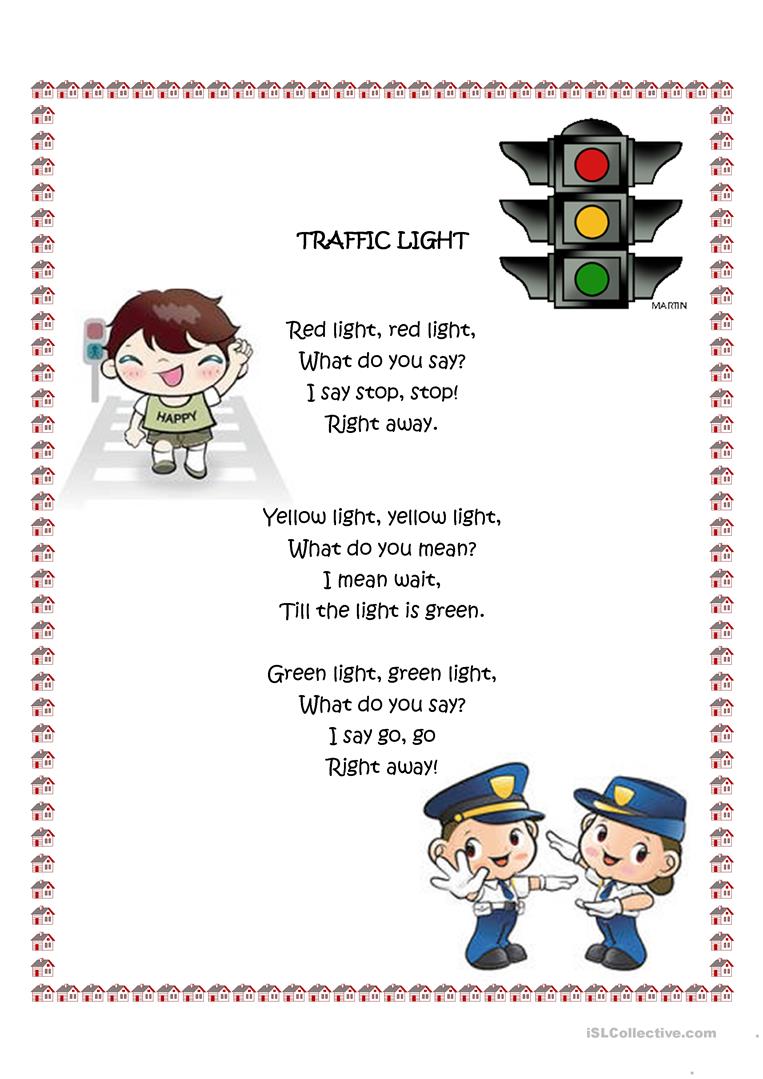 MARTIN
TRAFFIC LIGHT
Red light, red light,
What do you say?
I say stop, stop!
Right away.
HAPPY
Yellow light, yellow light,
What do you mean?
I mean wait,
Till the light is green.
Green light, green light,
What do you say?
I say go, go
Right away!
iSLCollective.com